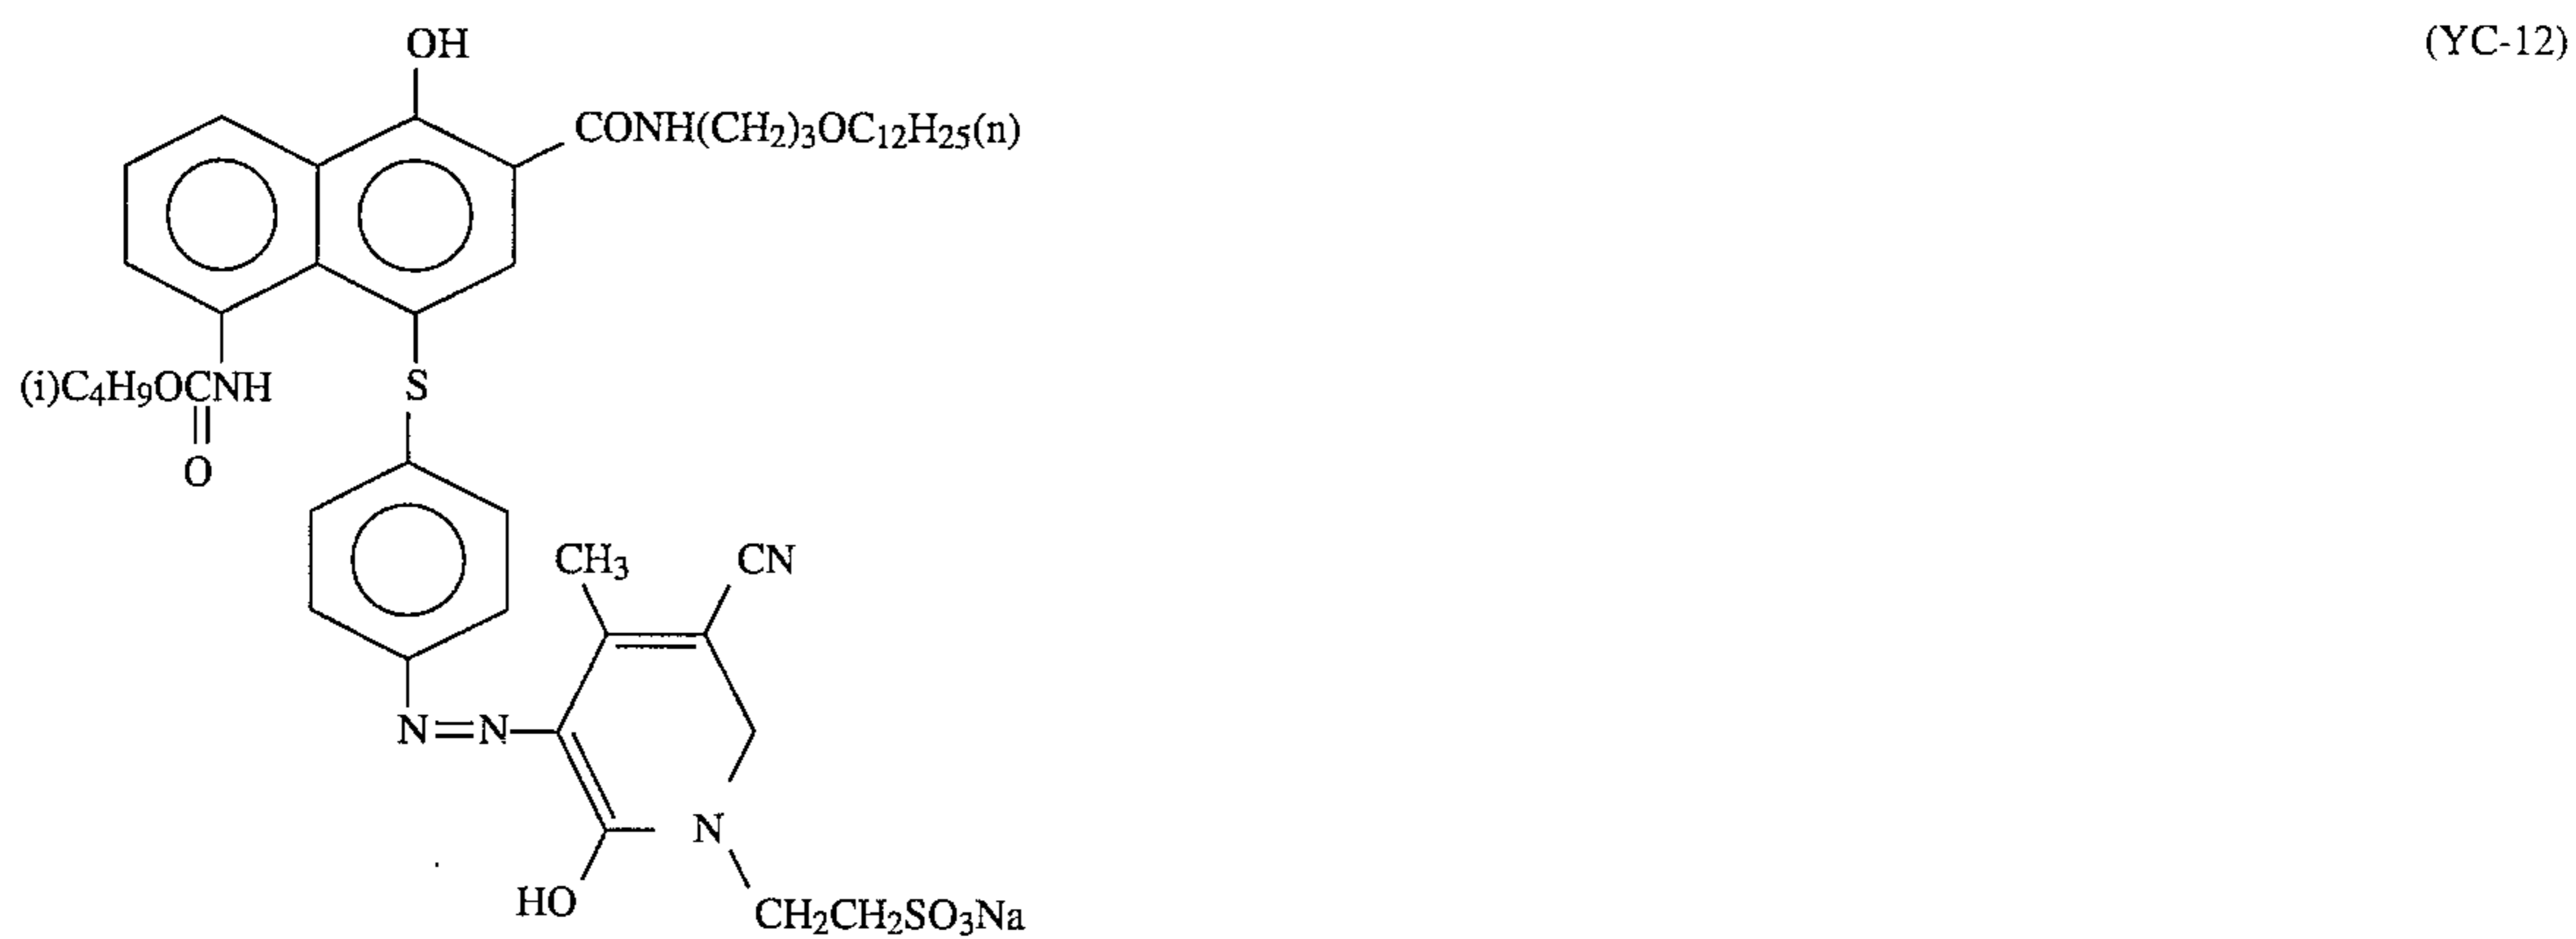 OH
(YC-12)
CONH(CH₂)₃OC₁₂H₂₅(n)
(i)C₄H₉OCNH
S
O
CH₃
CN
N=N
N
HO
CH₂CH₂SO₃Na